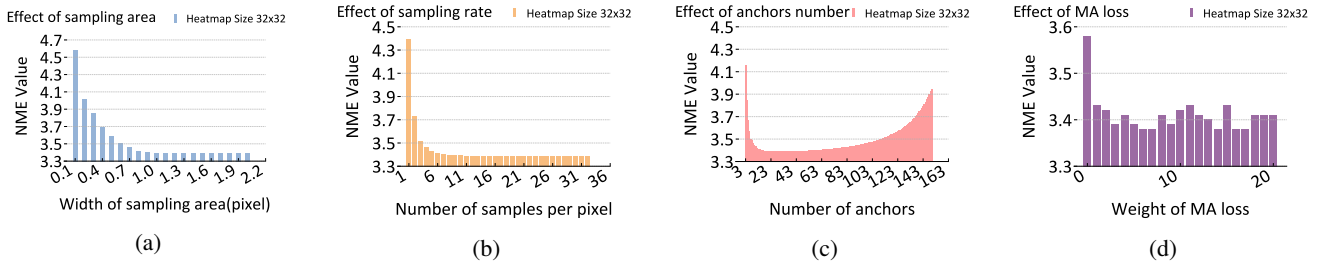 Effect of sampling area Heatmap Size 32x32
4.7
4.5
4.3
4.1
3.9
3.7
3.5
3.3
NME Value
0.1 0.4 0.7 1.0 1.3 1.6 1.9 2.2
Width of sampling area(pixel)
(a)
Effect of sampling rate Heatmap Size 32x32
4.5
4.3
4.1
3.9
3.7
3.5
3.3
NME Value
1 6 11 16 21 26 31 36
Number of samples per pixel
(b)
Effect of anchors number Heatmap Size 32x32
4.5
4.3
4.1
3.9
3.7
3.5
3.3
NME Value
3 23 43 63 83 103 123 143 163
Number of anchors
(c)
Effect of MA loss Heatmap Size 32x32
3.6
3.5
3.4
3.3
NME Value
0 10 20
Weight of MA loss
(d)